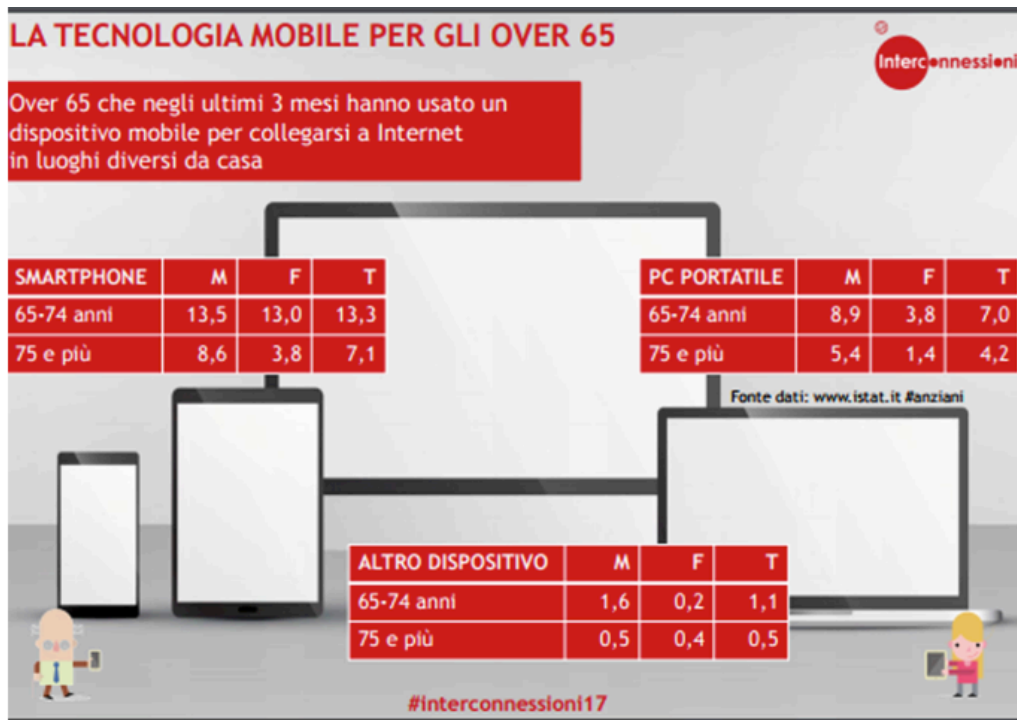 LA TECNOLOGIA MOBILE PER GLI OVER 65
Interconnessioni
Over 65 che negli ultimi 3 mesi hanno usato un
dispositivo mobile per collegarsi a Internet
in luoghi diversi da casa
SMARTPHONE M F T
65-74 anni 13,5 13,0 13,3
75 e più 8,6 3,8 7,1
PC PORTATILE M F T
65-74 anni 8,9 3,8 7,0
75 e più 5,4 1,4 4,2
Fonte dati: www.istat.it #anziani
ALTRO DISPOSITIVO M F T
65-74 anni 1,6 0,2 1,1
75 e più 0,5 0,4 0,5
#interconnessioni17